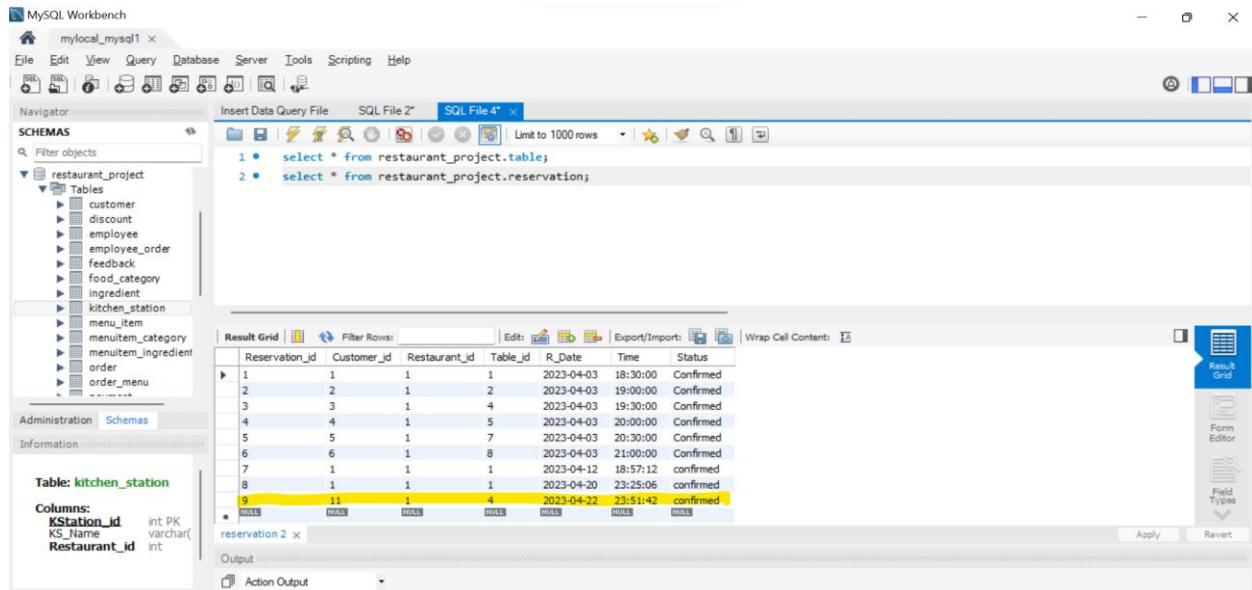 MySQL Workbench
mylocal_mysql1
File Edit View Query Database Server Tools Scripting Help
Navigator
SCHEMAS
Filter objects
restaurant_project
Tables
customer
discount
employee
employee_order
feedback
food_category
ingredient
kitchen_station
menu_item
menuitem_category
menuitem_ingredient
order
order_menu
Administration Schemas
Information
Table: kitchen_station
Columns:
KStation_id int PK
KS_Name varchar(
Restaurant_id int
Insert Data Query File SQL File 2* SQL File 4*
Limit to 1000 rows
1 select * from restaurant_project.table;
2 select * from restaurant_project.reservation;
Result Grid Filter Rows: Edit: Export/Import: Wrap Cell Content:
Reservation_id Customer_id Restaurant_id Table_id R_Date Time Status
1 1 1 1 2023-04-03 18:30:00 Confirmed
2 2 1 2 2023-04-03 19:00:00 Confirmed
3 3 1 4 2023-04-03 19:30:00 Confirmed
4 4 1 5 2023-04-03 20:00:00 Confirmed
5 5 1 7 2023-04-03 20:30:00 Confirmed
6 6 1 8 2023-04-03 21:00:00 Confirmed
7 1 1 1 2023-04-12 18:57:12 confirmed
8 1 1 1 2023-04-20 23:25:06 confirmed
9 11 1 4 2023-04-22 23:51:42 confirmed
NULL NULL NULL NULL NULL NULL NULL
Result
Grid
Form
Editor
Field
Types
reservation 2
Apply Revert
Output
Action Output